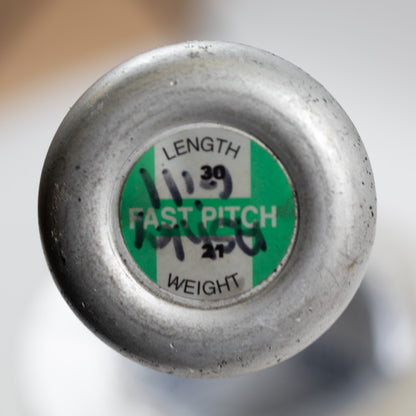 LENGTH
30
FAST PITCH
21
WEIGHT